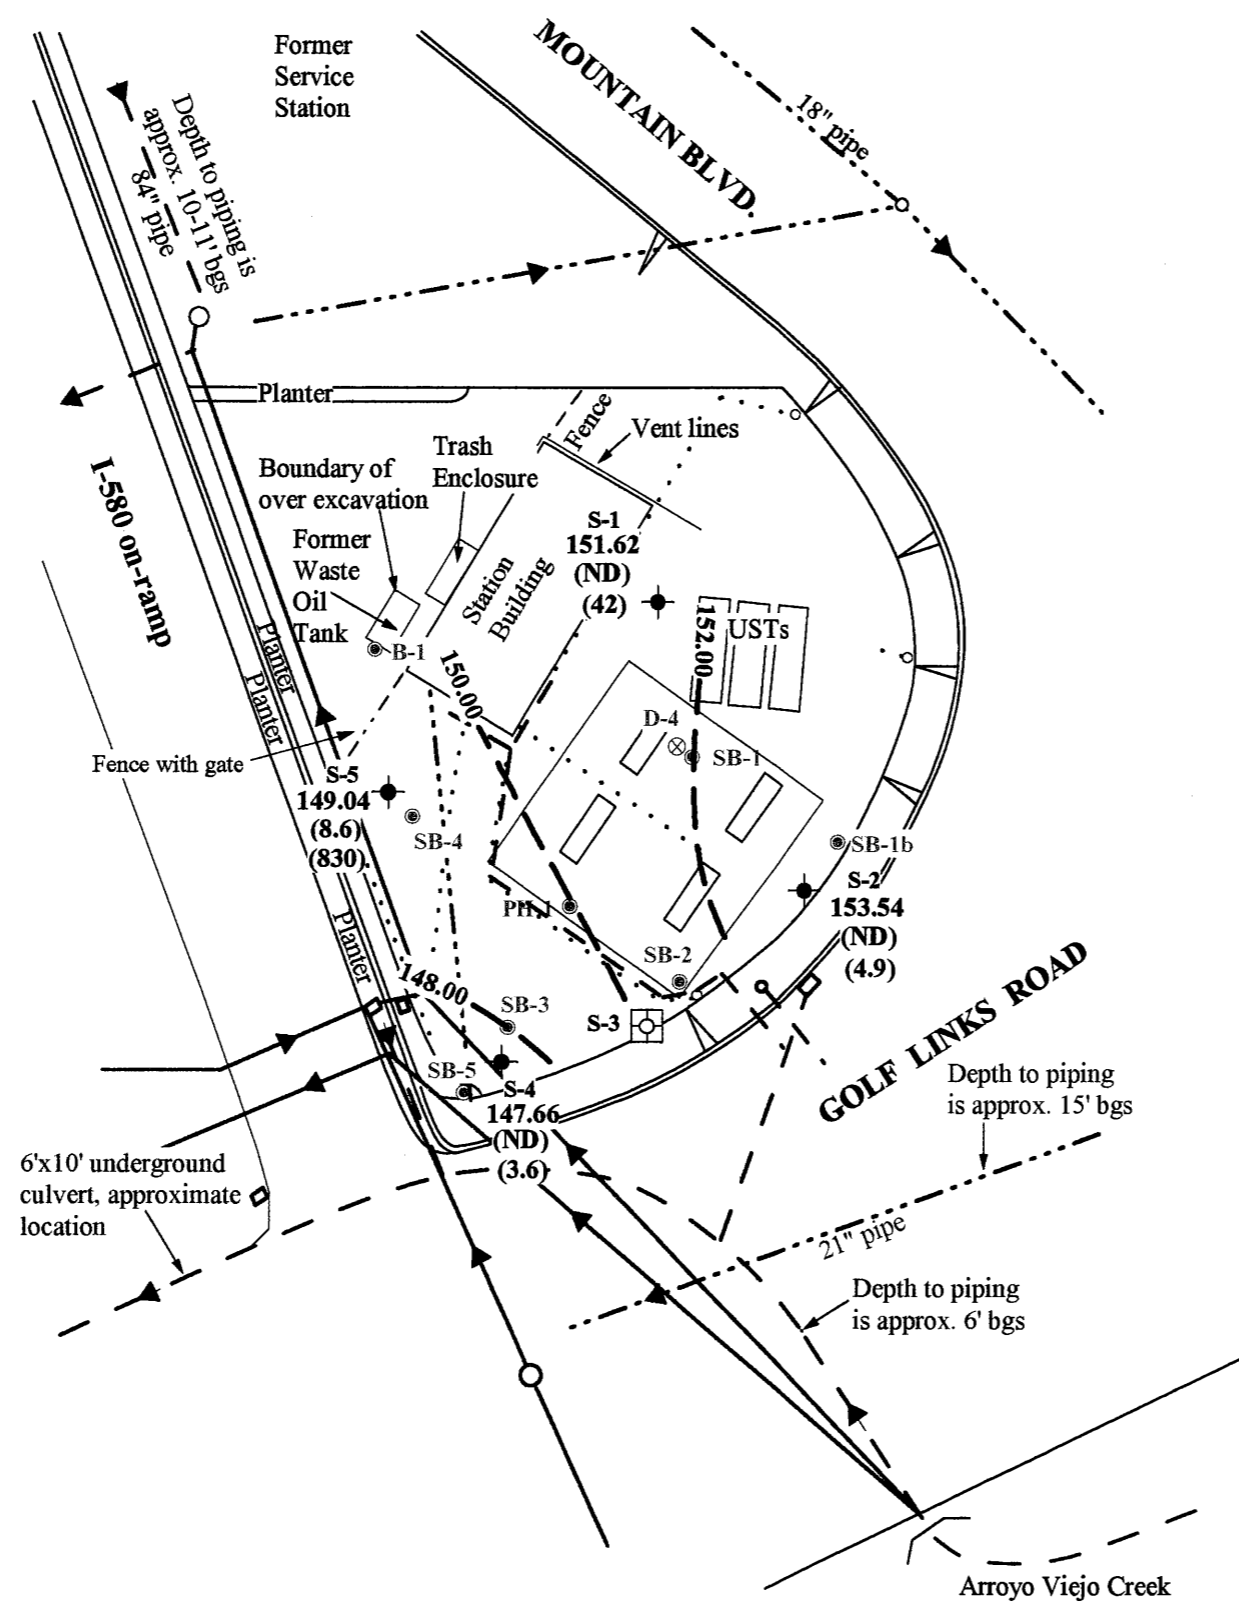 Former
Service
Station
MOUNTAIN BLVD.
18" pipe
Depth to piping is
approx. 10-11' bgs
84" pipe
Planter
Fence
Vent lines
Trash
Enclosure
Boundary of
over excavation
I-580 on-ramp
Former
Waste
Oil
Tank
Station
Building
S-1
151.62
(ND)
(42)
152.00
USTs
B-1
150.00
Planter
Planter
D-4
SB-1
Fence with gate
S-5
149.04
(8.6)
(830)
SB-4
SB-1b
S-2
153.54
(ND)
(4.9)
PH-1
Planter
SB-2
148.00
SB-3
S-3
GOLF LINKS ROAD
SB-5
S-4
147.66
(ND)
(3.6)
Depth to piping
is approx. 15' bgs
6'x10' underground
culvert, approximate
location
21" pipe
Depth to piping
is approx. 6' bgs
Arroyo Viejo Creek